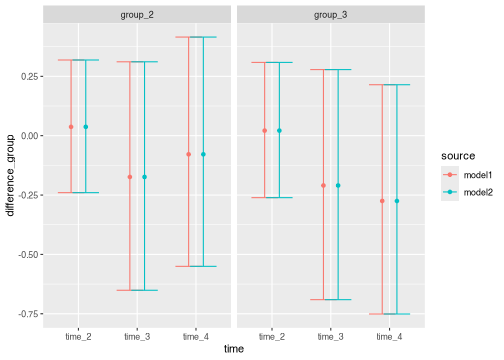 group_2
group_3
difference_group
0.25
0.00
-0.25
-0.50
-0.75
time_2
time_3
time_4
time_2
time_3
time_4
time
source
model1
model2